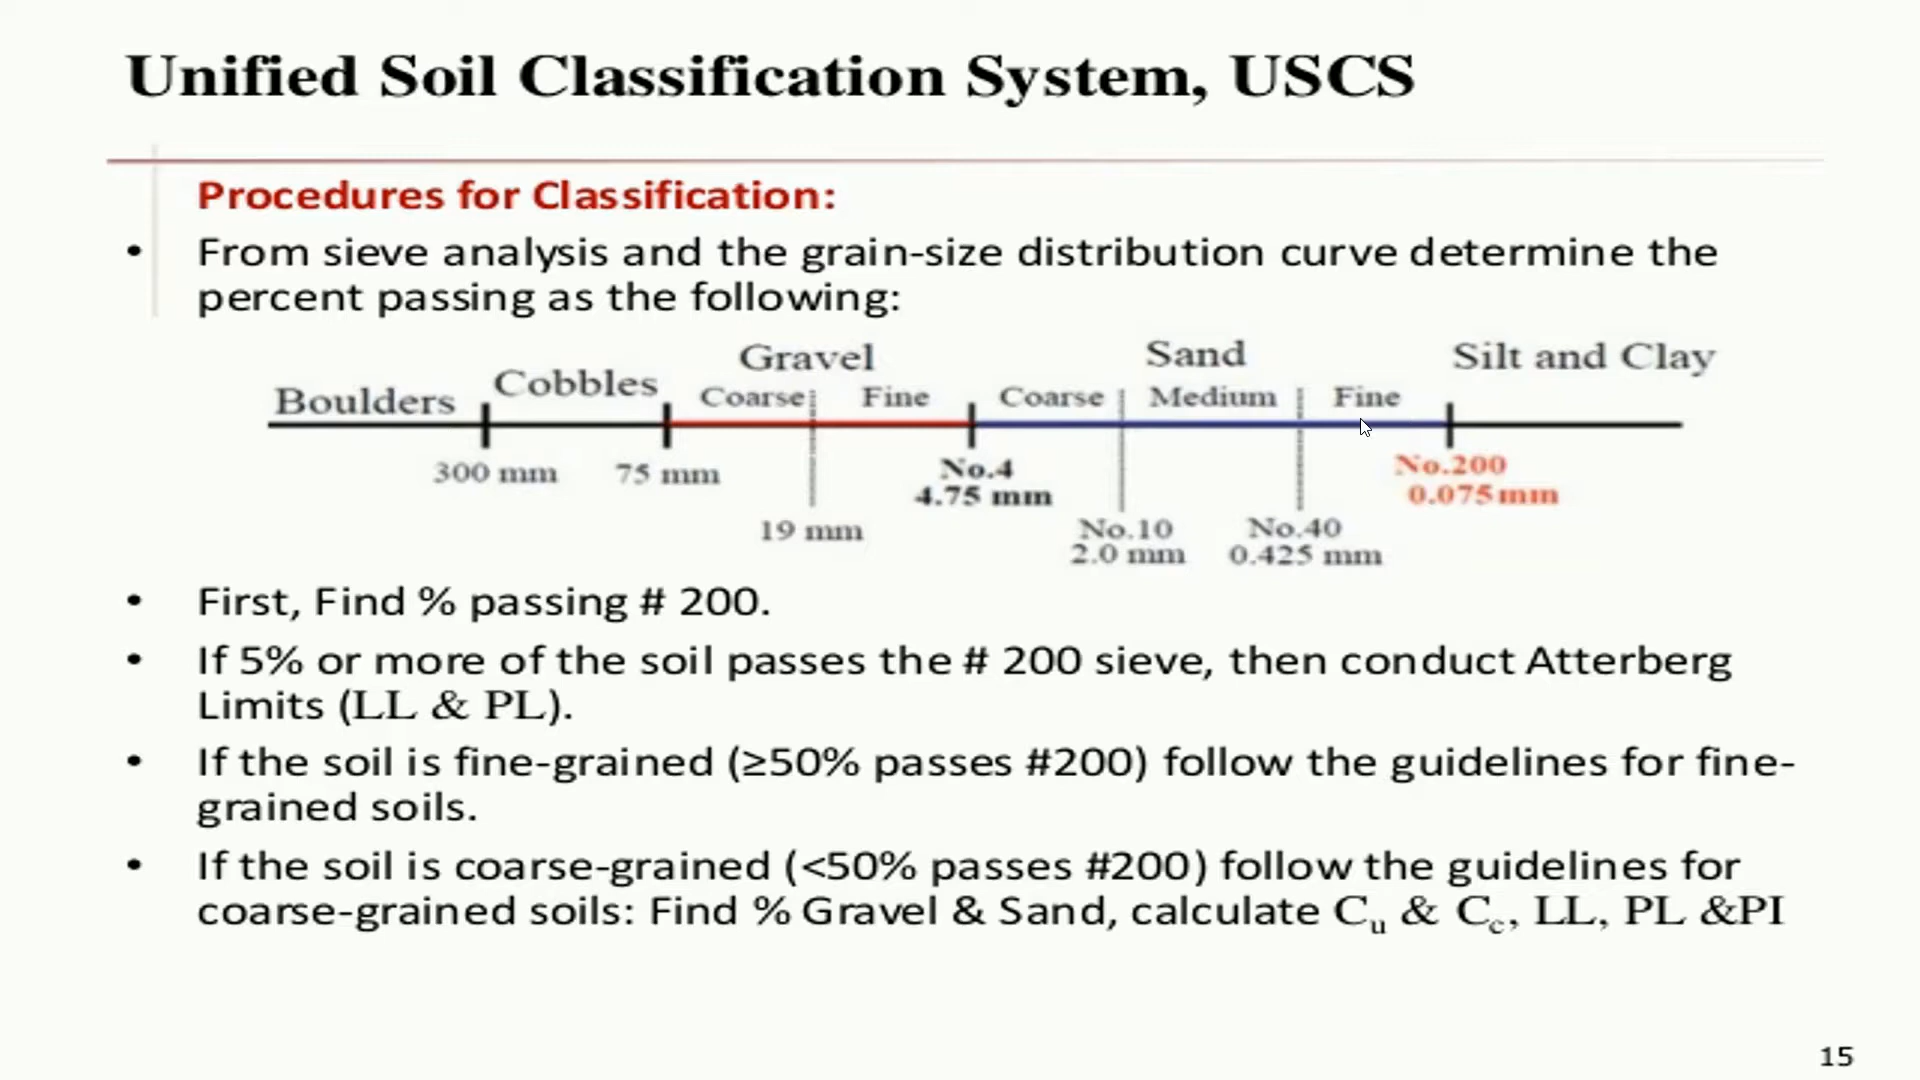 Unified Soil Classification System, USCS
Procedures for Classification:
• From sieve analysis and the grain-size distribution curve determine the
percent passing as the following:
Gravel Sand Silt and Clay
Boulders Cobbles Coarse Fine Coarse Medium Fine
300 mm 75 mm No.4 No.200
4.75 mm 0.075 mm
19 mm No.10 No.40
2.0 mm 0.425 mm
• First, Find % passing # 200.
• If 5% or more of the soil passes the # 200 sieve, then conduct Atterberg
Limits (LL & PL).
• If the soil is fine-grained (≥50% passes #200) follow the guidelines for fine-
grained soils.
• If the soil is coarse-grained (<50% passes #200) follow the guidelines for
coarse-grained soils: Find % Gravel & Sand, calculate Cu & Cc, LL, PL &PI
15